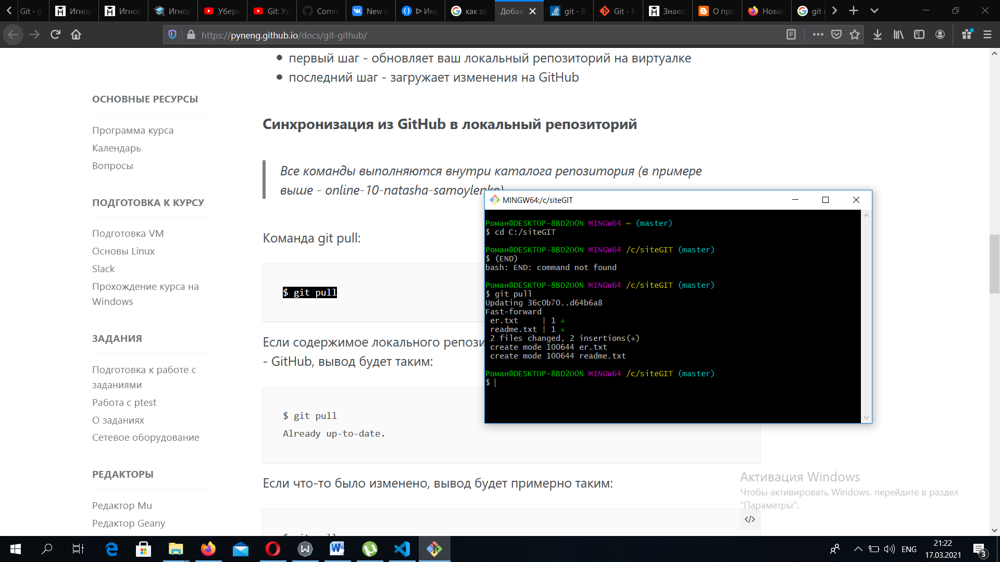 Git - g
Игнор
Игнор
Игнор
Уберм
Git: Ур
Comm
New c
ᐈ Инд
как за
Добав
git - В
Git - Р
Знако
О про
Новая
git
https://pyneng.github.io/docs/git-github/
первый шаг - обновляет ваш локальный репозиторий на виртуалке
последний шаг - загружает изменения на GitHub
ОСНОВНЫЕ РЕСУРСЫ
Программа курса
Календарь
Вопросы
ПОДГОТОВКА К КУРСУ
Подготовка VM
Основы Linux
Slack
Прохождение курса на
Windows
ЗАДАНИЯ
Подготовка к работе с
заданиями
Работа с ptest
О заданиях
Сетевое оборудование
РЕДАКТОРЫ
Редактор Mu
Редактор Geany
Синхронизация из GitHub в локальный репозиторий
Все команды выполняются внутри каталога репозитория (в примере
выше - online-10-natasha-samoylenko)
Команда git pull:
$ git pull
Если содержимое локального репози
- GitHub, вывод будет таким:
$ git pull
Already up-to-date.
Если что-то было изменено, вывод будет примерно таким:
$ git pull
</>
MINGW64:/c/siteGIT
Роман@DESKTOP-8BD2OON MINGW64 ~ (master)
$ cd C:/siteGIT
Роман@DESKTOP-8BD2OON MINGW64 /c/siteGIT (master)
$ (END)
bash: END: command not found
Роман@DESKTOP-8BD2OON MINGW64 /c/siteGIT (master)
$ git pull
Updating 36c0b70..d64b6a8
Fast-forward
er.txt     | 1 +
readme.txt | 1 +
2 files changed, 2 insertions(+)
create mode 100644 er.txt
create mode 100644 readme.txt
Роман@DESKTOP-8BD2OON MINGW64 /c/siteGIT (master)
$
Активация Windows
Чтобы активировать Windows, перейдите в раздел
"Параметры".
ENG
21:22
17.03.2021
3